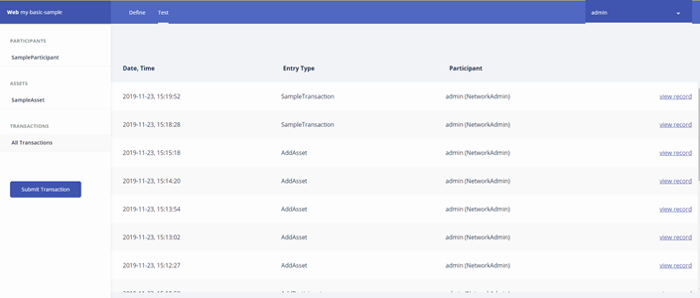 Web my-basic-sample
Define
Test
admin
PARTICIPANTS
SampleParticipant
ASSETS
SampleAsset
TRANSACTIONS
All Transactions
Submit Transaction
Date, Time Entry Type Participant
2019-11-23, 15:19:52 SampleTransaction admin (NetworkAdmin) view record
2019-11-23, 15:18:28 SampleTransaction admin (NetworkAdmin) view record
2019-11-23, 15:15:18 AddAsset admin (NetworkAdmin) view record
2019-11-23, 15:14:20 AddAsset admin (NetworkAdmin) view record
2019-11-23, 15:13:54 AddAsset admin (NetworkAdmin) view record
2019-11-23, 15:13:02 AddAsset admin (NetworkAdmin) view record
2019-11-23, 15:12:27 AddAsset admin (NetworkAdmin) view record